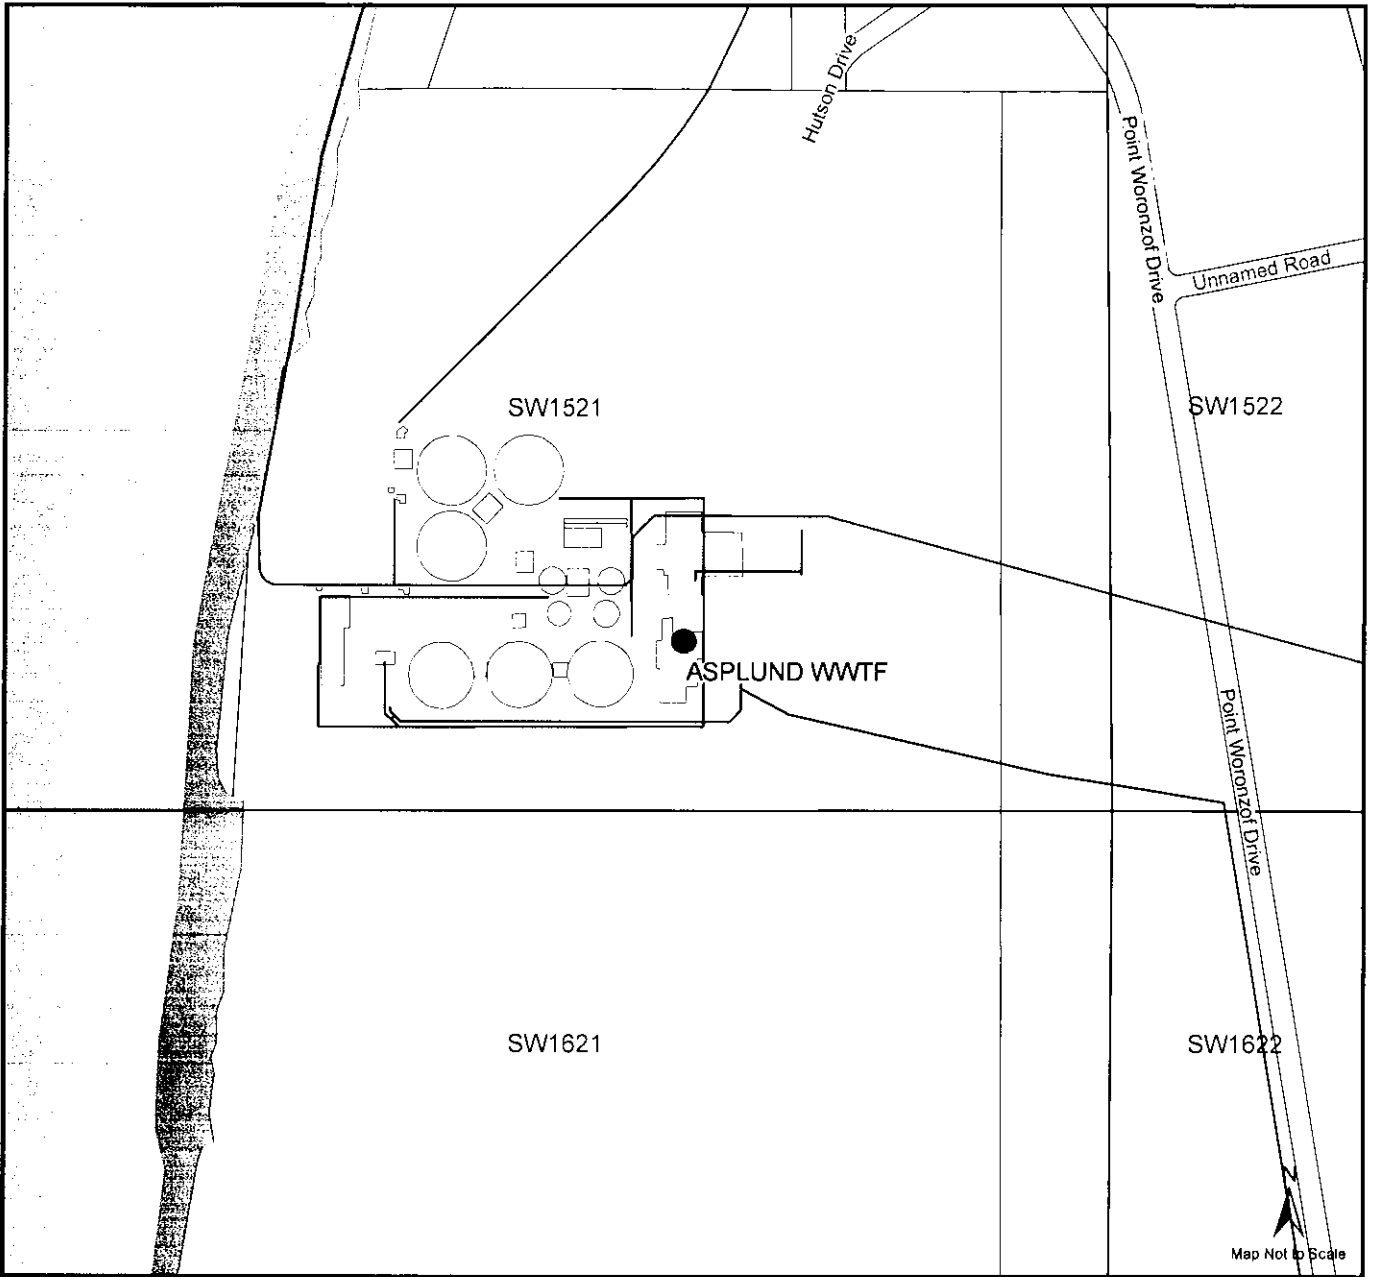 Hutson Drive
Point Woronzof Drive
Unnamed Road
SW1521
SW1522
ASPLUND WWTF
Point Woronzof Drive
SW1621
SW1622
N
Map Not to Scale